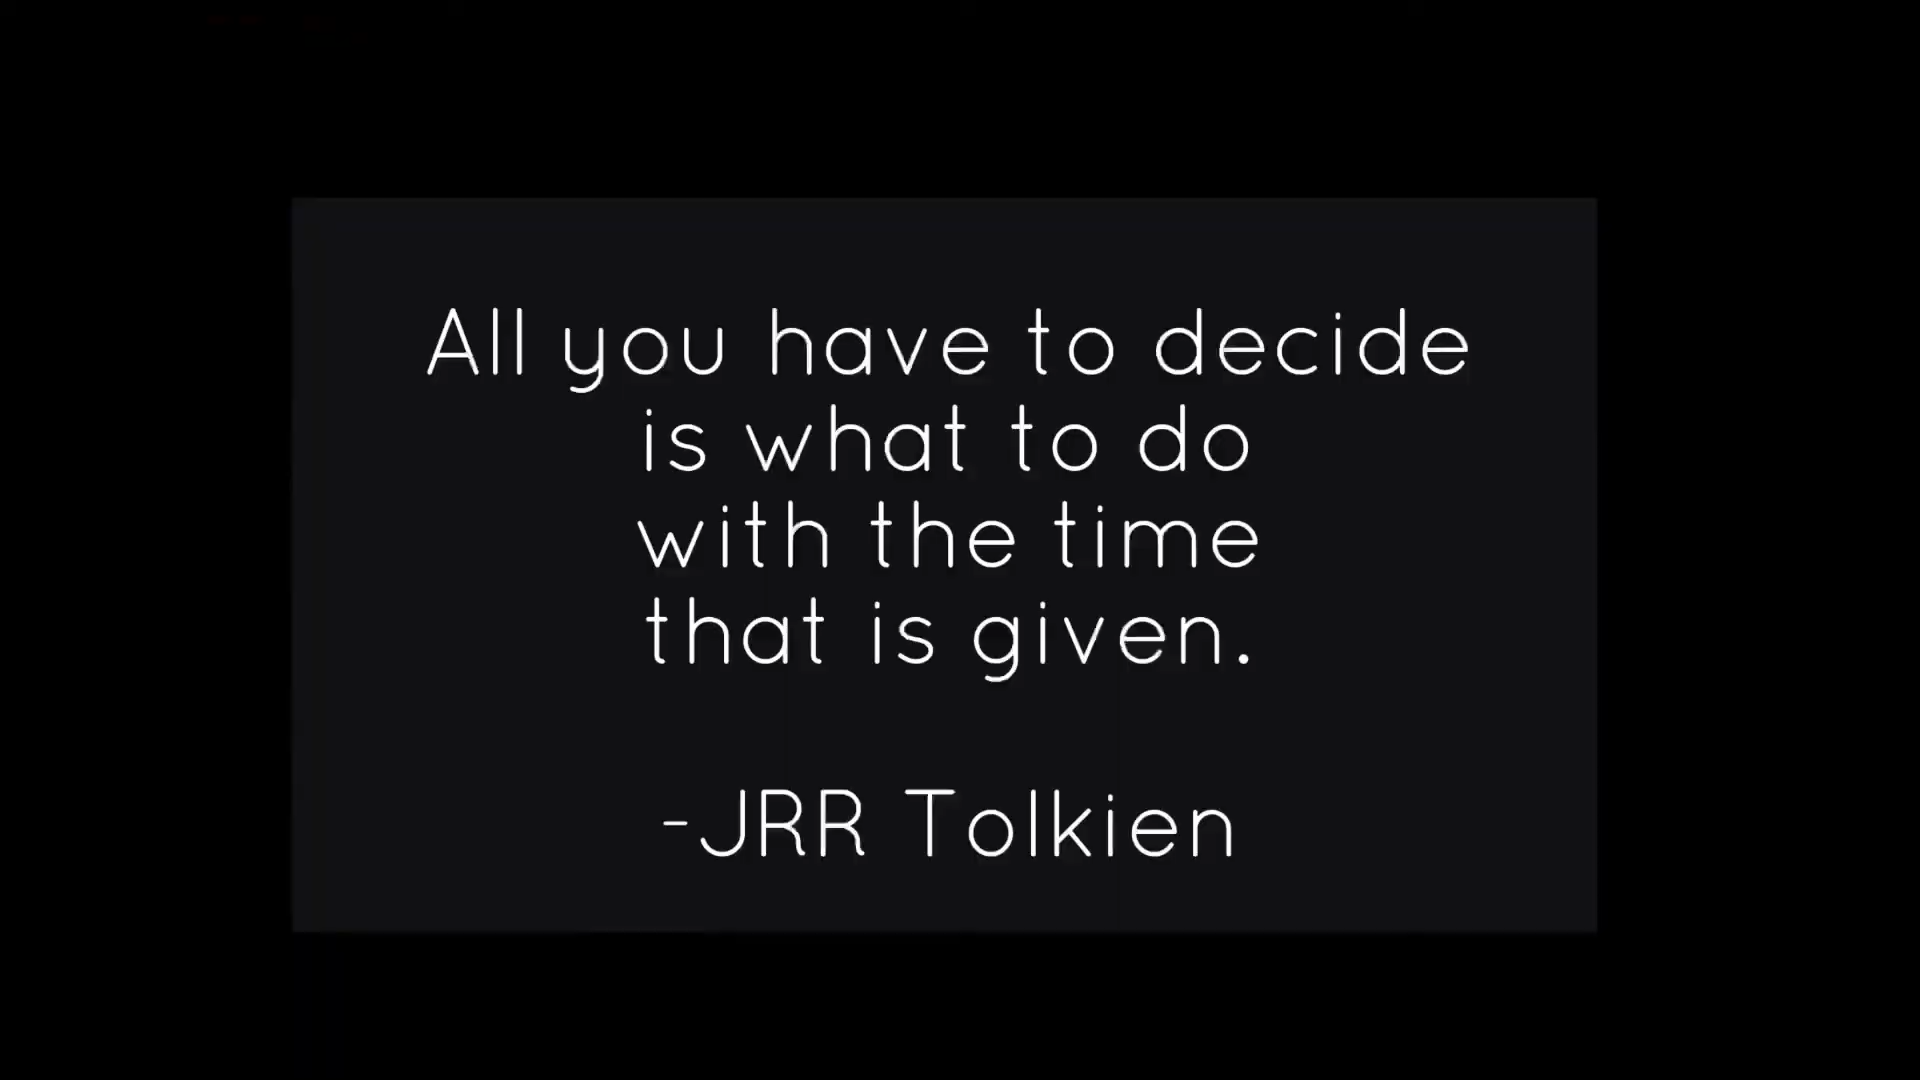 All you have to decide
is what to do
with the time
that is given.
-JRR Tolkien